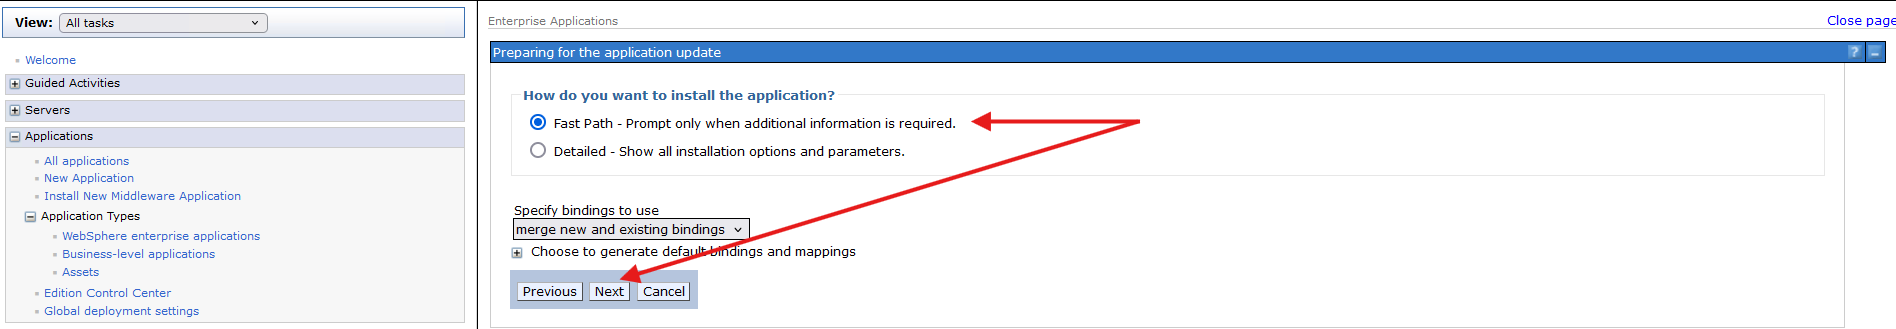 View: All tasks
Welcome
Guided Activities
Servers
Applications
All applications
New Application
Install New Middleware Application
Application Types
WebSphere enterprise applications
Business-level applications
Assets
Edition Control Center
Global deployment settings
Enterprise Applications
Close page
Preparing for the application update
?
How do you want to install the application?
Fast Path - Prompt only when additional information is required.
Detailed - Show all installation options and parameters.
Specify bindings to use
merge new and existing bindings
Choose to generate default bindings and mappings
Previous Next Cancel